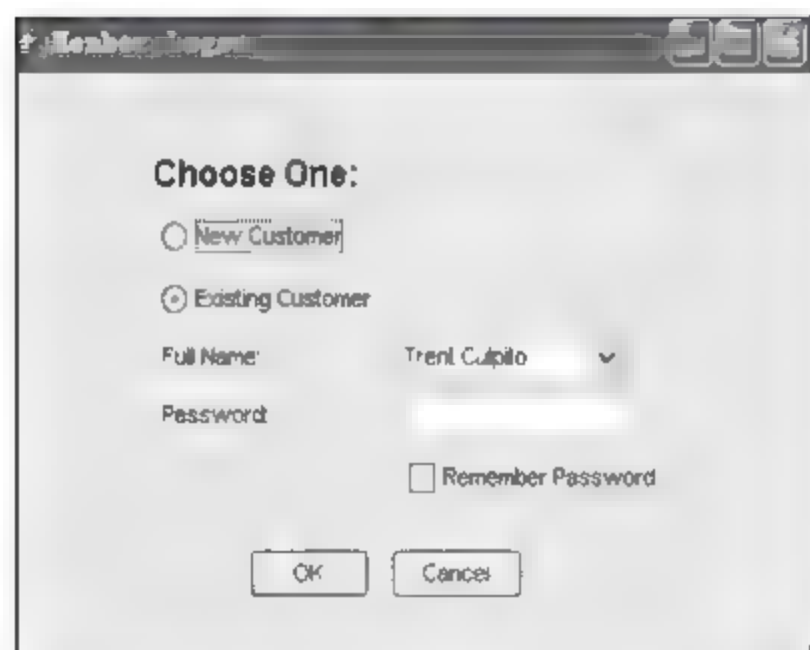 Choose One:
New Customer
Existing Customer
Full Name: Trent Culpito
Password:
Remember Password
OK Cancel